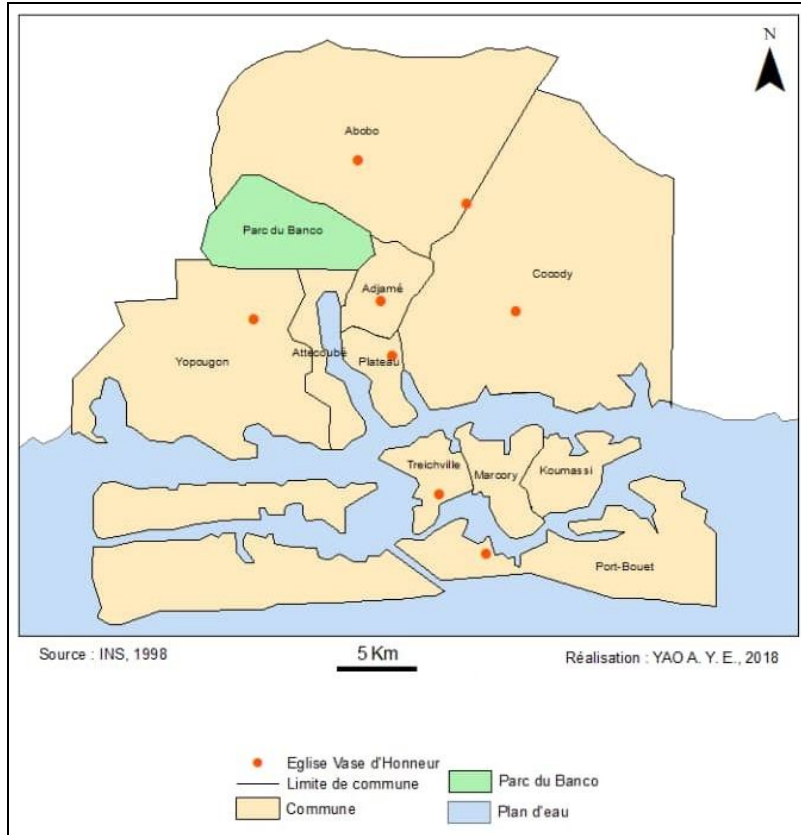 N
Abobo
Parc du Banco
Adjamé
Cocody
Attécoubé
Plateau
Yopougon
Treichville
Marcory
Koumassi
Port-Bouet
Source : INS, 1998
5 Km
Réalisation : YAO A. Y. E., 2018
Eglise Vase d'Honneur
Limite de commune
Commune
Parc du Banco
Plan d'eau